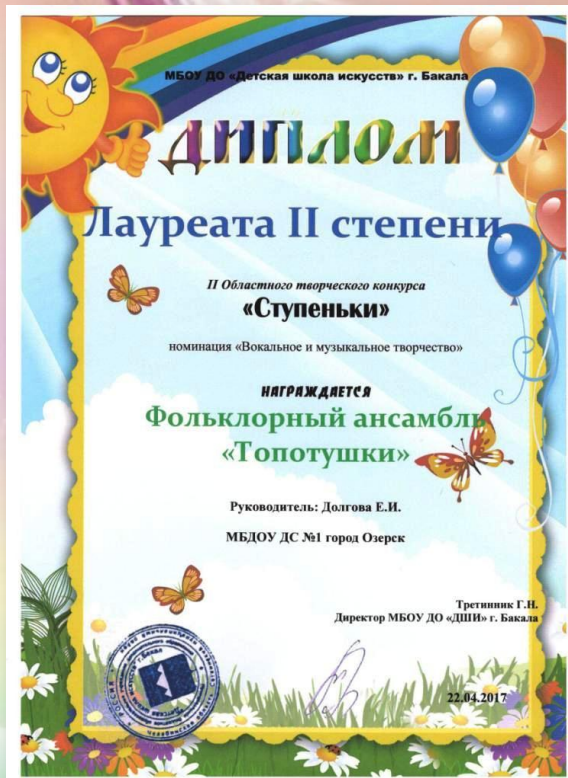 МБОУ ДО «Детская школа искусств» г. Бакала
ДИПЛОМ
Лауреата II степени
II Областного творческого конкурса
«Ступеньки»
номинация «Вокальное и музыкальное творчество»
НАГРАЖДАЕТСЯ
Фольклорный ансамбль
«Топотушки»
Руководитель: Долгова Е.И.
МБДОУ ДС №1 город Озерск
Третинник Г.Н.
Директор МБОУ ДО «ДШИ» г. Бакала
22.04.2017